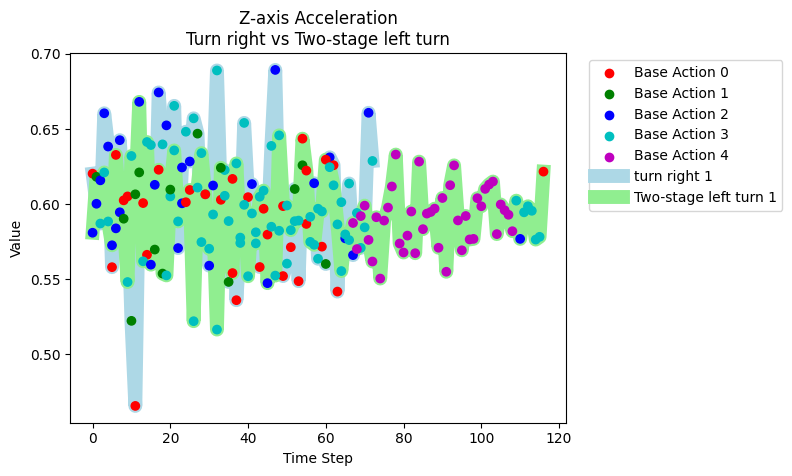 Z-axis Acceleration
Turn right vs Two-stage left turn
Value
0.70
0.65
0.60
0.55
0.50
0
20
40
60
80
100
120
Time Step
Base Action 0
Base Action 1
Base Action 2
Base Action 3
Base Action 4
turn right 1
Two-stage left turn 1